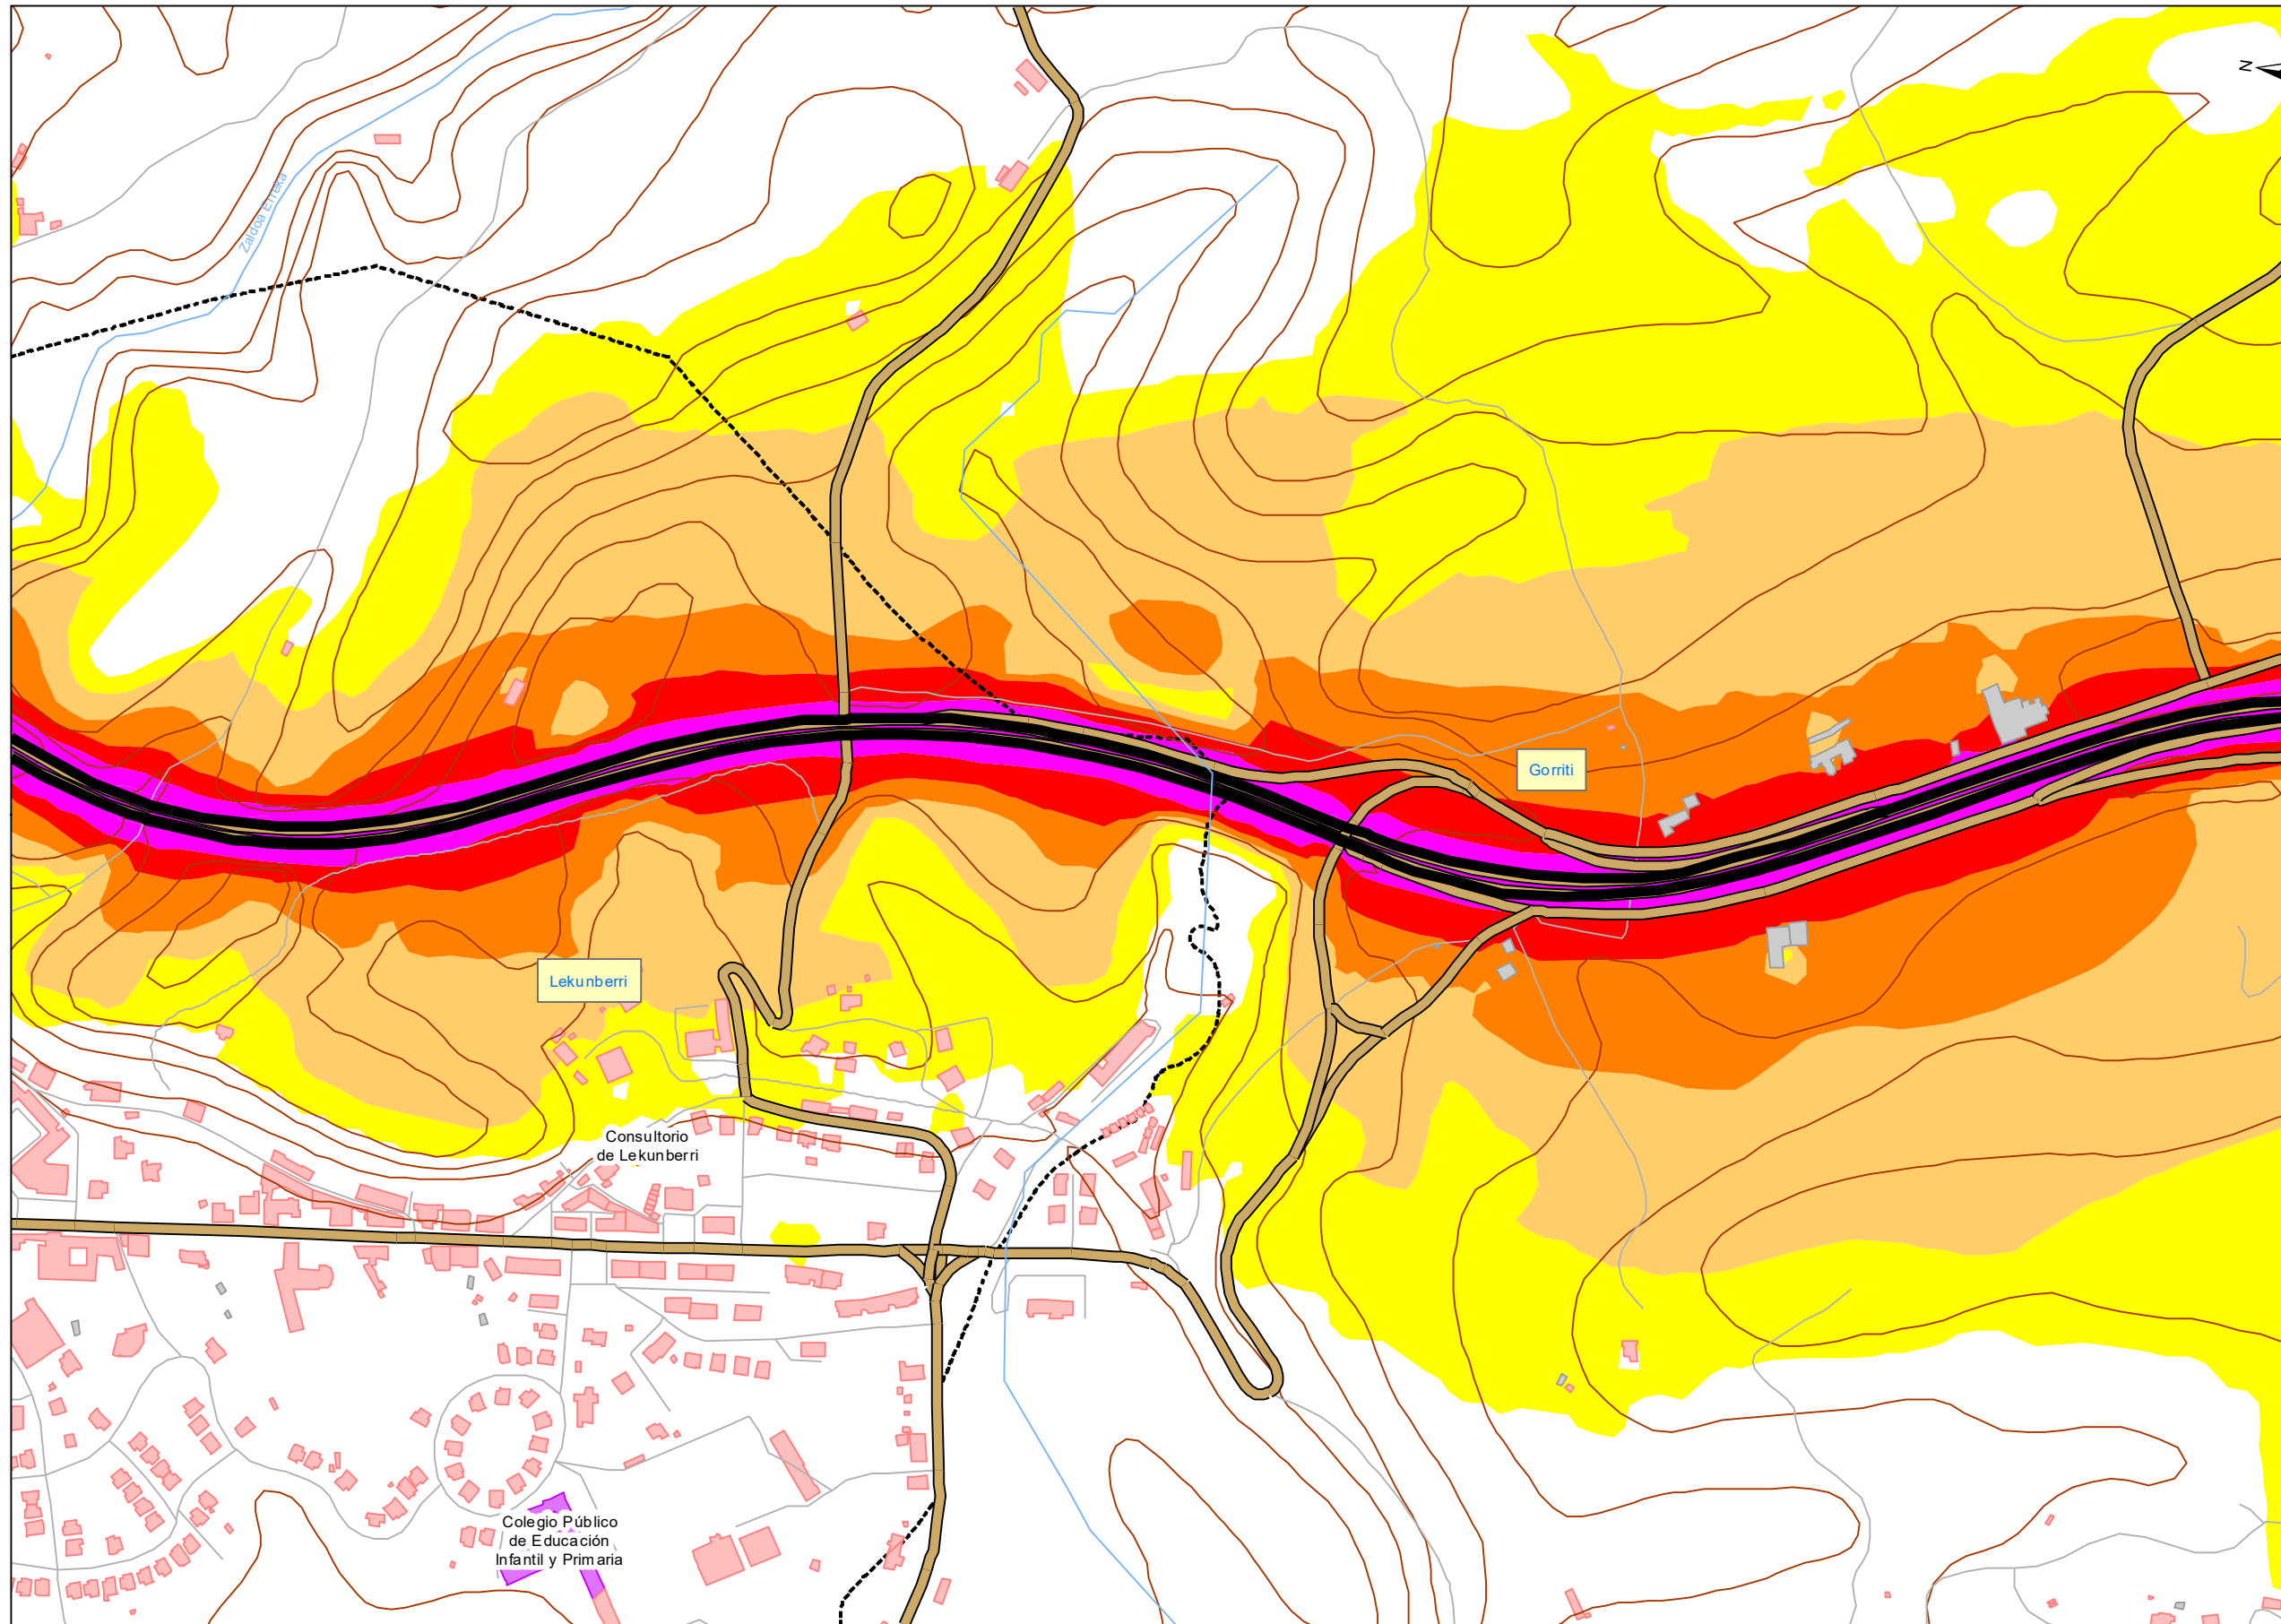 N
Zaldoa Erreka
Gorriti
Lekunberri
Consultorio
de Lekunberri
Colegio Público
de Educación
Infantil y Primaria